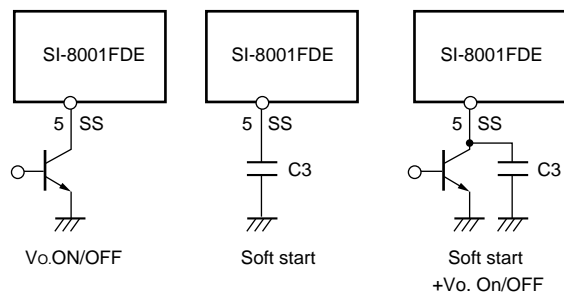 SI-8001FDE
5 SS
Vo.ON/OFF
SI-8001FDE
5 SS
C3
Soft start
SI-8001FDE
5 SS
C3
Soft start
+Vo. On/OFF